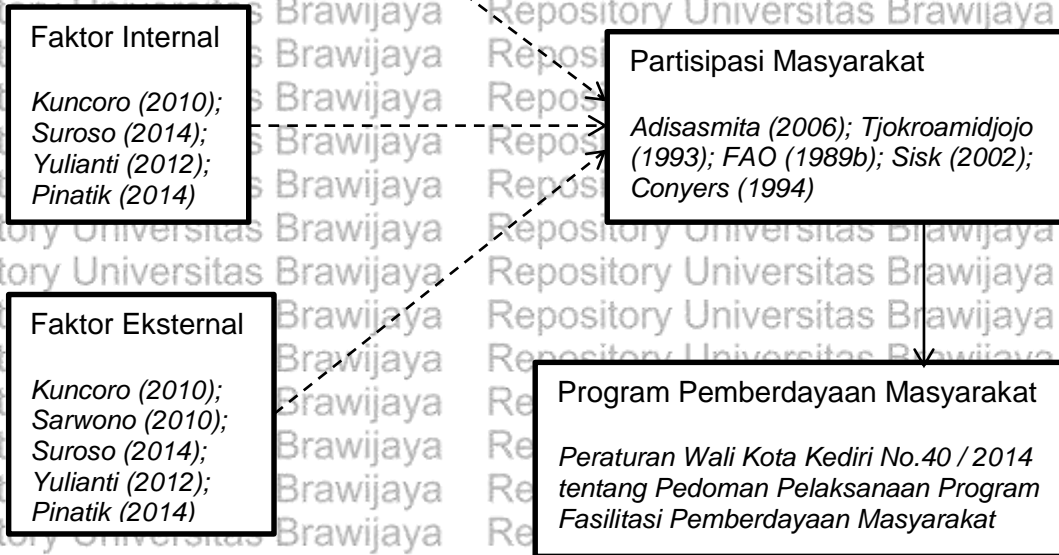 Faktor Internal
Kuncoro (2010);
Suroso (2014);
Yulianti (2012);
Pinatik (2014)
Partisipasi Masyarakat
Adisasmita (2006); Tjokroamidjojo
(1993); FAO (1989b); Sisk (2002);
Conyers (1994)
Faktor Eksternal
Kuncoro (2010);
Sarwono (2010);
Suroso (2014);
Yulianti (2012);
Pinatik (2014)
Program Pemberdayaan Masyarakat
Peraturan Wali Kota Kediri No.40 / 2014
tentang Pedoman Pelaksanaan Program
Fasilitasi Pemberdayaan Masyarakat
Repository Universitas Brawijaya